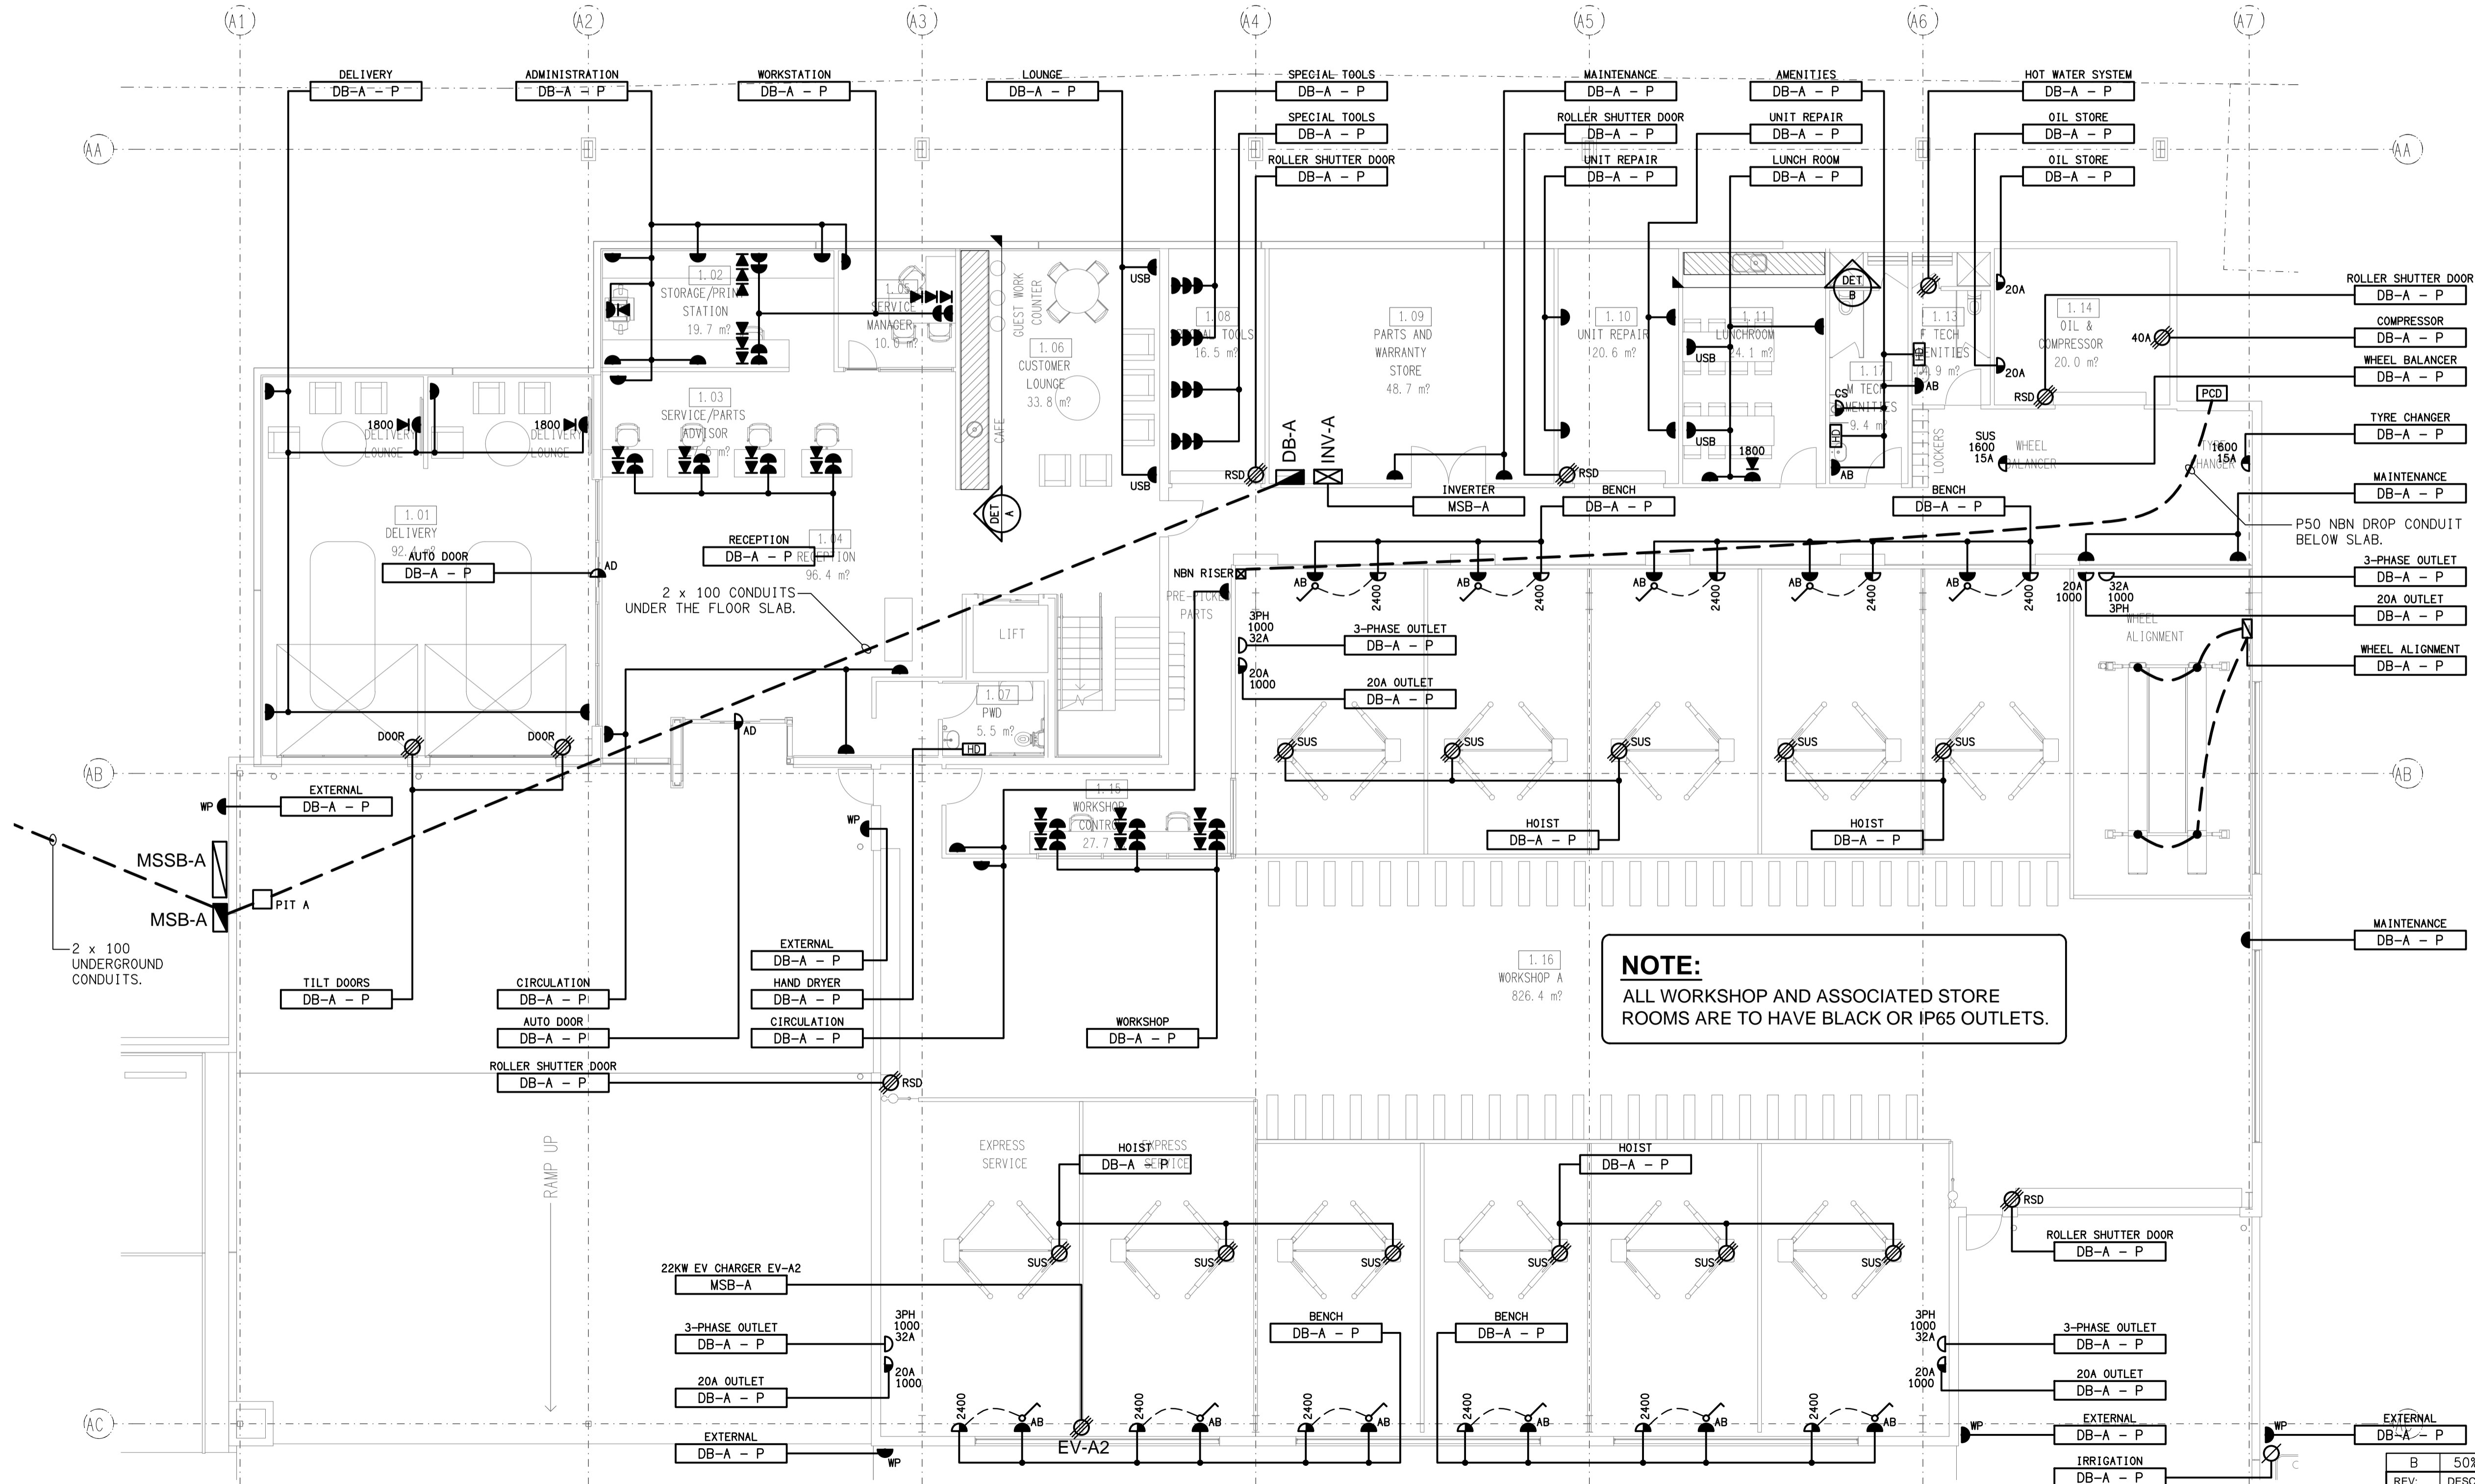 A1
A2
A3
A4
A5
A6
A7
DELIVERY
DB-A - P
ADMINISTRATION
DB-A - P
WORKSTATION
DB-A - P
LOUNGE
DB-A - P
SPECIAL TOOLS
DB-A - P
MAINTENANCE
DB-A - P
AMENITIES
DB-A - P
HOT WATER SYSTEM
DB-A - P
SPECIAL TOOLS
DB-A - P
ROLLER SHUTTER DOOR
DB-A - P
UNIT REPAIR
DB-A - P
OIL STORE
DB-A - P
AA
AA
ROLLER SHUTTER DOOR
DB-A - P
UNIT REPAIR
DB-A - P
LUNCH ROOM
DB-A - P
OIL STORE
DB-A - P
1.02
STORAGE/PRINT
STATION
19.7 m?
1.05
SERVICE
MANAGER
GUEST WORK
COUNTER
1.06
CUSTOMER
LOUNGE
33.8 m?
CAFE
USB
USB
1.08
16.5 m?
1.09
PARTS AND
WARRANTY
STORE
48.7 m?
1.10
UNIT REPAIR
20.6 m?
1.11
LUNCHROOM
24.1 m?
USB
USB
1800
DET
B
1.13
F TECH
AMENITIES
HD
AB
1.17
M TECH
AMENITIES
9.4 m?
CS
HD
AB
LOCKERS
20A
20A
1.14
OIL &
COMPRESSOR
20.0 m?
40A
RSD
PCD
ROLLER SHUTTER DOOR
DB-A - P
COMPRESSOR
DB-A - P
WHEEL BALANCER
DB-A - P
TYRE CHANGER
DB-A - P
MAINTENANCE
DB-A - P
P50 NBN DROP CONDUIT
BELOW SLAB.
3-PHASE OUTLET
DB-A - P
20A OUTLET
DB-A - P
WHEEL ALIGNMENT
DB-A - P
SUS
1600
15A
WHEEL
BALANCER
1600
15A
1800
DELIVERY
LOUNGE
1800
DELIVERY
LOUNGE
1.03
SERVICE/PARTS
ADVISOR
1.01
DELIVERY
92.4 m?
AUTO DOOR
DB-A - P
AD
RECEPTION
DB-A - P
1.04
RECEPTION
96.4 m?
2 x 100 CONDUITS
UNDER THE FLOOR SLAB.
DET
A
RSD
DB-A
INV-A
INVERTER
MSB-A
RSD
BENCH
DB-A - P
BENCH
DB-A - P
NBN RISER
PRE-PICKED
PARTS
AB
2400
AB
2400
AB
2400
AB
2400
AB
2400
20A
1000
32A
1000
3PH
WHEEL
ALIGNMENT
3PH
1000
32A
3-PHASE OUTLET
DB-A - P
20A
1000
20A OUTLET
DB-A - P
LIFT
1.07
PWD
5.5 m?
HD
AD
DOOR
DOOR
SUS
SUS
SUS
SUS
SUS
AB
AB
HOIST
DB-A - P
HOIST
DB-A - P
WP
EXTERNAL
DB-A - P
WP
1.15
WORKSHOP
CONTROL
27.7
MSSB-A
MSB-A
PIT A
2 x 100
UNDERGROUND
CONDUITS.
TILT DOORS
DB-A - P
CIRCULATION
DB-A - P
AUTO DOOR
DB-A - P
ROLLER SHUTTER DOOR
DB-A - P
EXTERNAL
DB-A - P
HAND DRYER
DB-A - P
CIRCULATION
DB-A - P
WORKSHOP
DB-A - P
RSD
1.16
WORKSHOP A
826.4 m?
NOTE:
ALL WORKSHOP AND ASSOCIATED STORE
ROOMS ARE TO HAVE BLACK OR IP65 OUTLETS.
MAINTENANCE
DB-A - P
RAMP UP
EXPRESS
SERVICE
EXPRESS
SERVICE
HOIST
DB-A - P
HOIST
DB-A - P
SUS
SUS
SUS
SUS
SUS
SUS
RSD
ROLLER SHUTTER DOOR
DB-A - P
22KW EV CHARGER EV-A2
MSB-A
3-PHASE OUTLET
DB-A - P
20A OUTLET
DB-A - P
3PH
1000
32A
20A
1000
BENCH
DB-A - P
BENCH
DB-A - P
3PH
1000
32A
20A
1000
3-PHASE OUTLET
DB-A - P
20A OUTLET
DB-A - P
AC
2400
AB
2400
AB
2400
AB
2400
AB
2400
AB
2400
AB
EV-A2
EXTERNAL
DB-A - P
WP
WP
EXTERNAL
DB-A - P
WP
EXTERNAL
DB-A - P
IRRIGATION
DB-A - P
B
50%
REV: